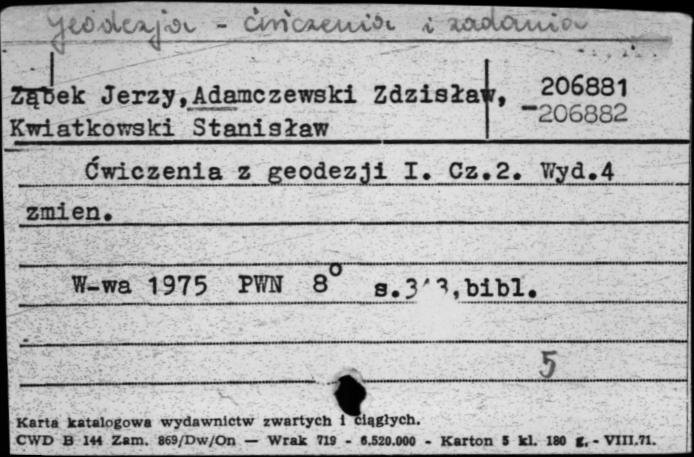 Geodezja - ćwiczenia i zadania
Ząbek Jerzy, Adamczewski Zdzisław, 206881
Kwiatkowski Stanisław -206882
Ćwiczenia z geodezji I. Cz.2. Wyd.4
zmien.
W-wa 1975 PWN 8° bibl.
5
Karta katalogowa wydawnictw zwartych i ciągłych.
CWD B 144 Zam. 869/Dw/On — Wrak 719 - 6.520.000 - Karton 5 kl. 180 g. - VIII.71.